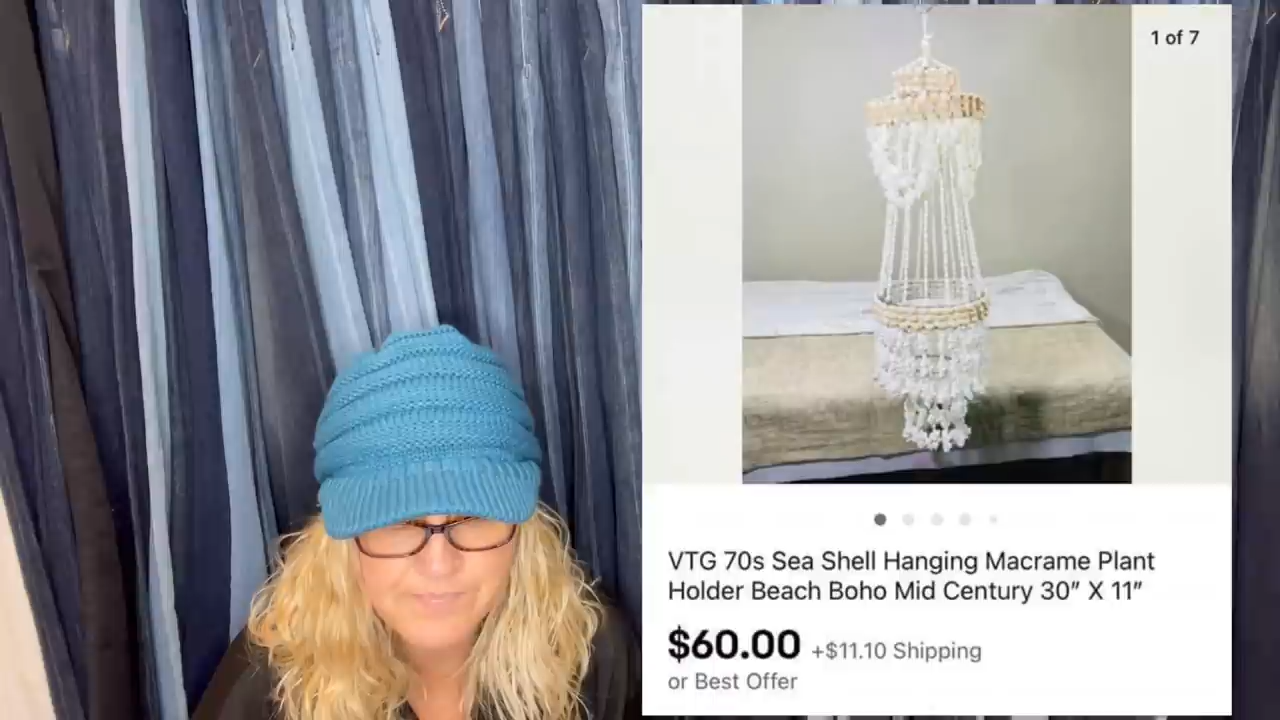 1 of 7
VTG 70s Sea Shell Hanging Macrame Plant
Holder Beach Boho Mid Century 30" X 11"
$60.00 +$11.10 Shipping
or Best Offer